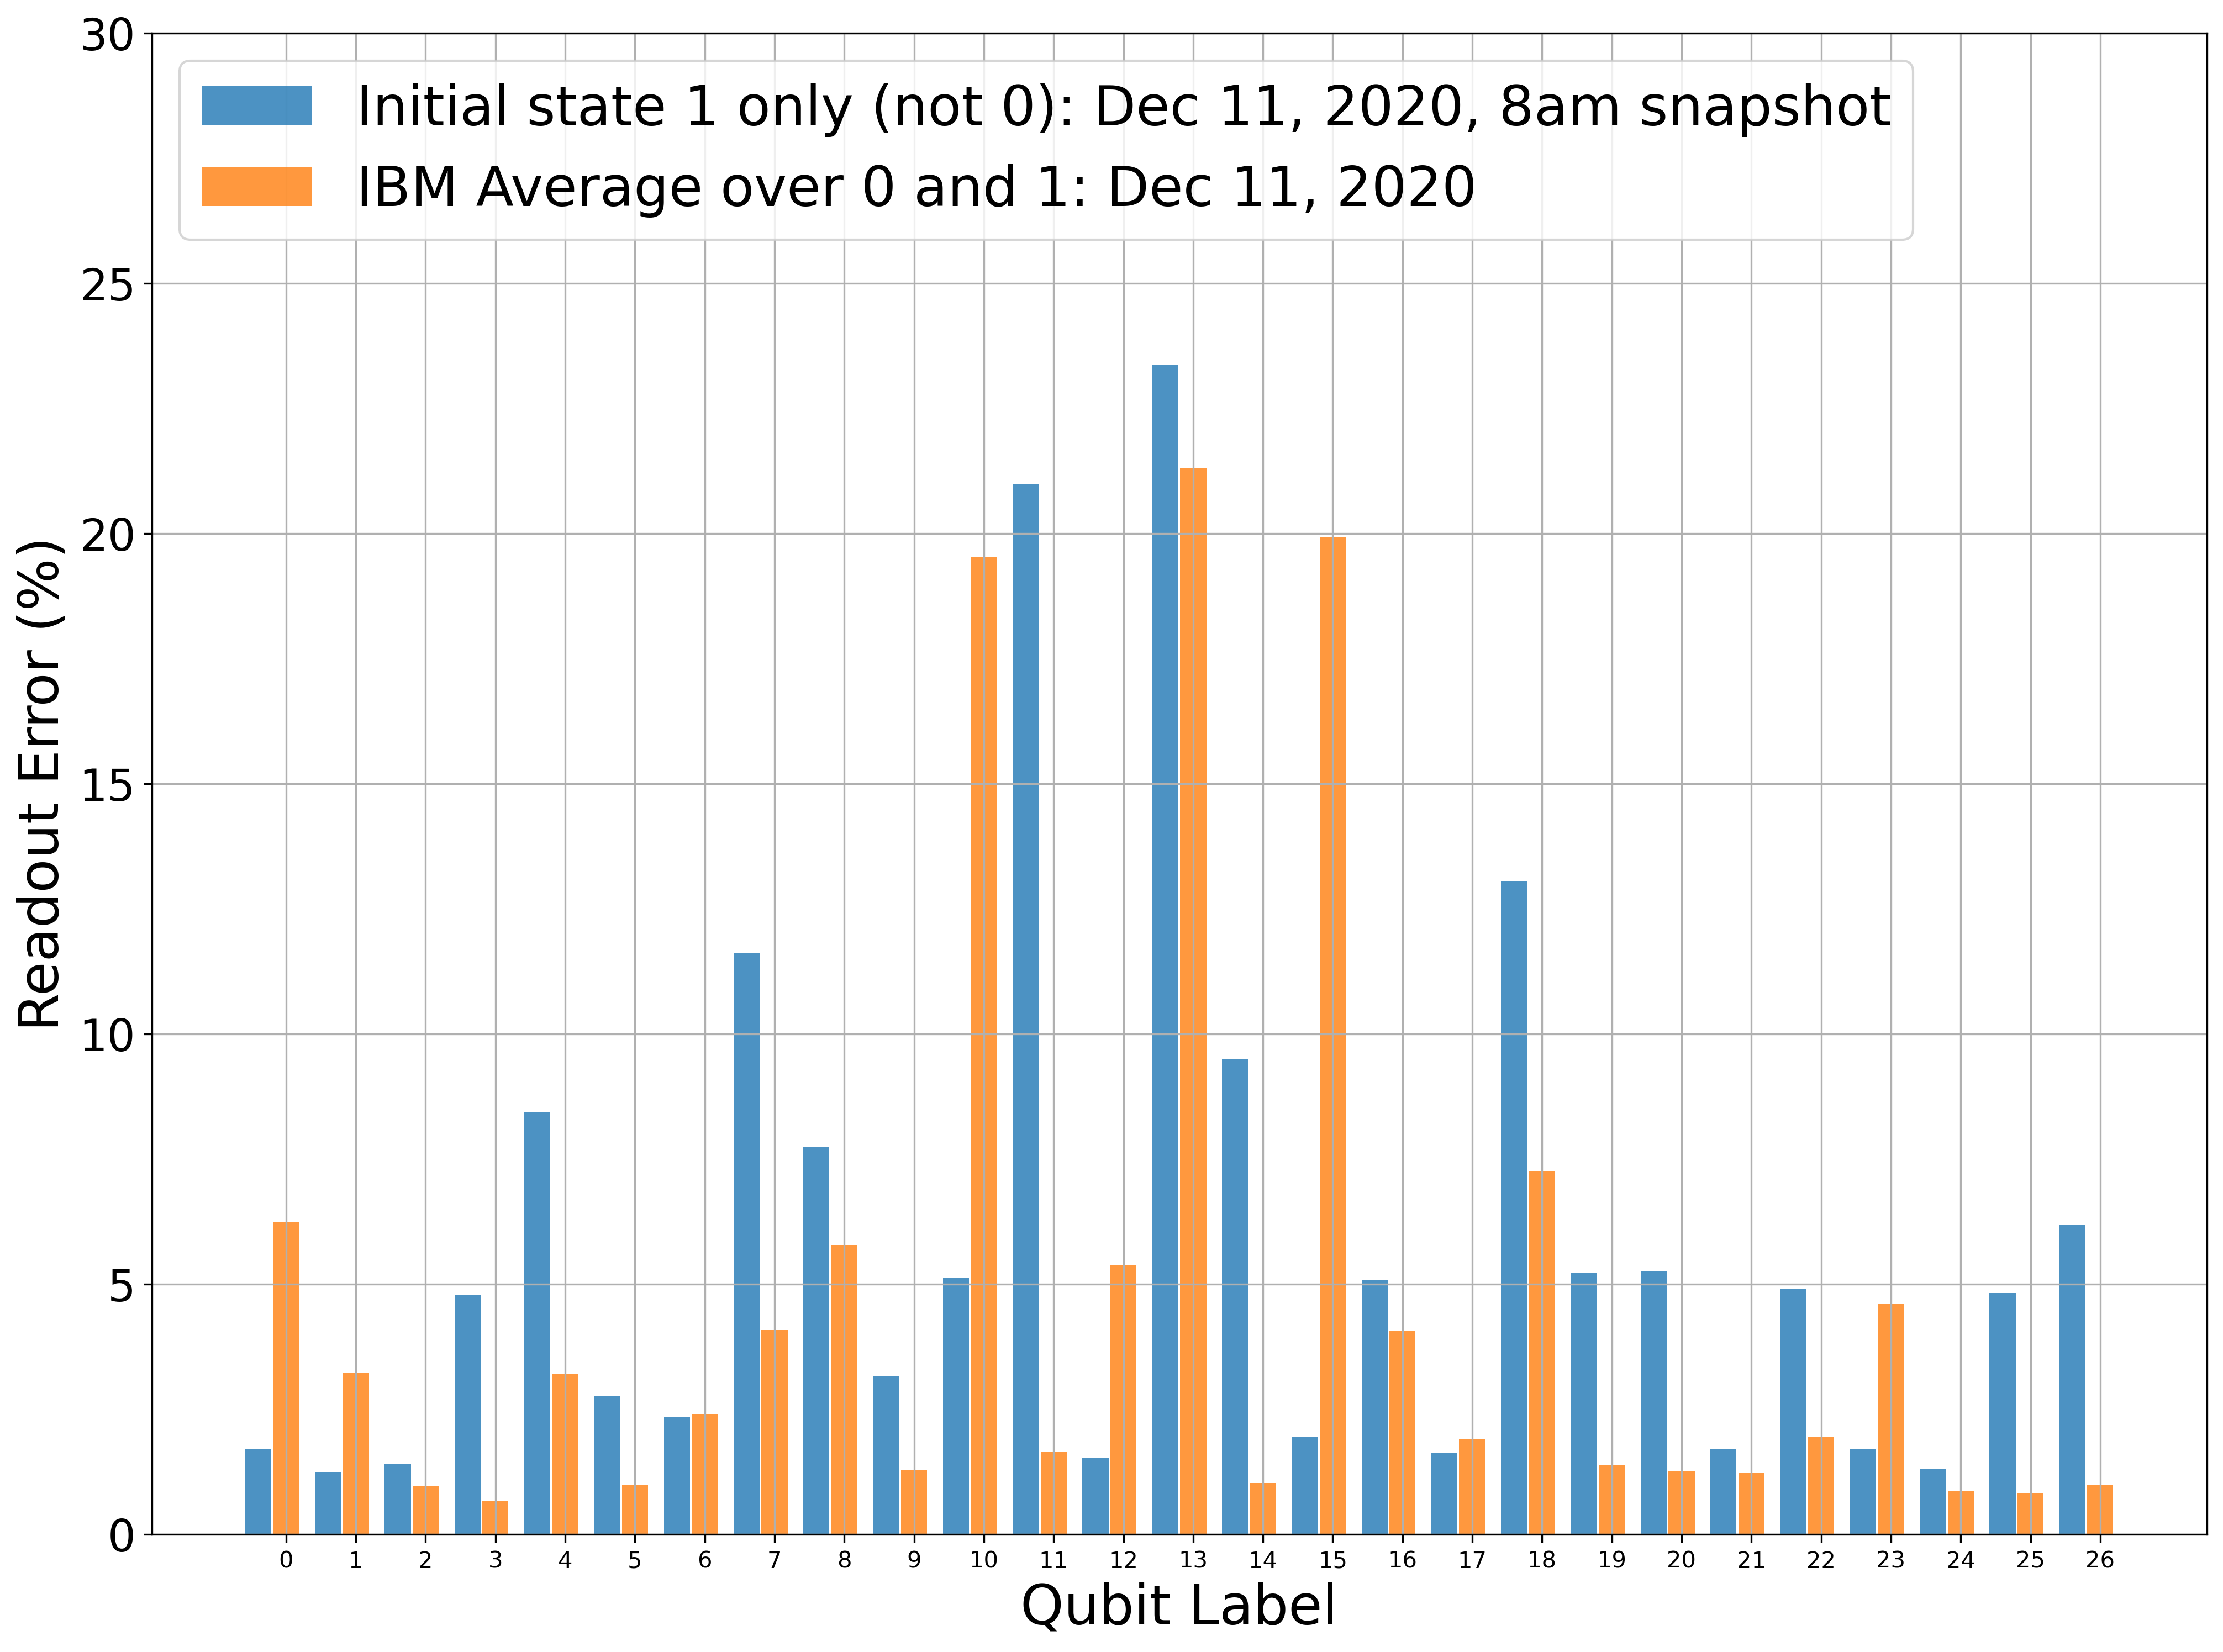 30
25
20
15
10
5
0
Readout Error (%)
Initial state 1 only (not 0): Dec 11, 2020, 8am snapshot
IBM Average over 0 and 1: Dec 11, 2020
0 1 2 3 4 5 6 7 8 9 10 11 12 13 14 15 16 17 18 19 20 21 22 23 24 25 26
Qubit Label